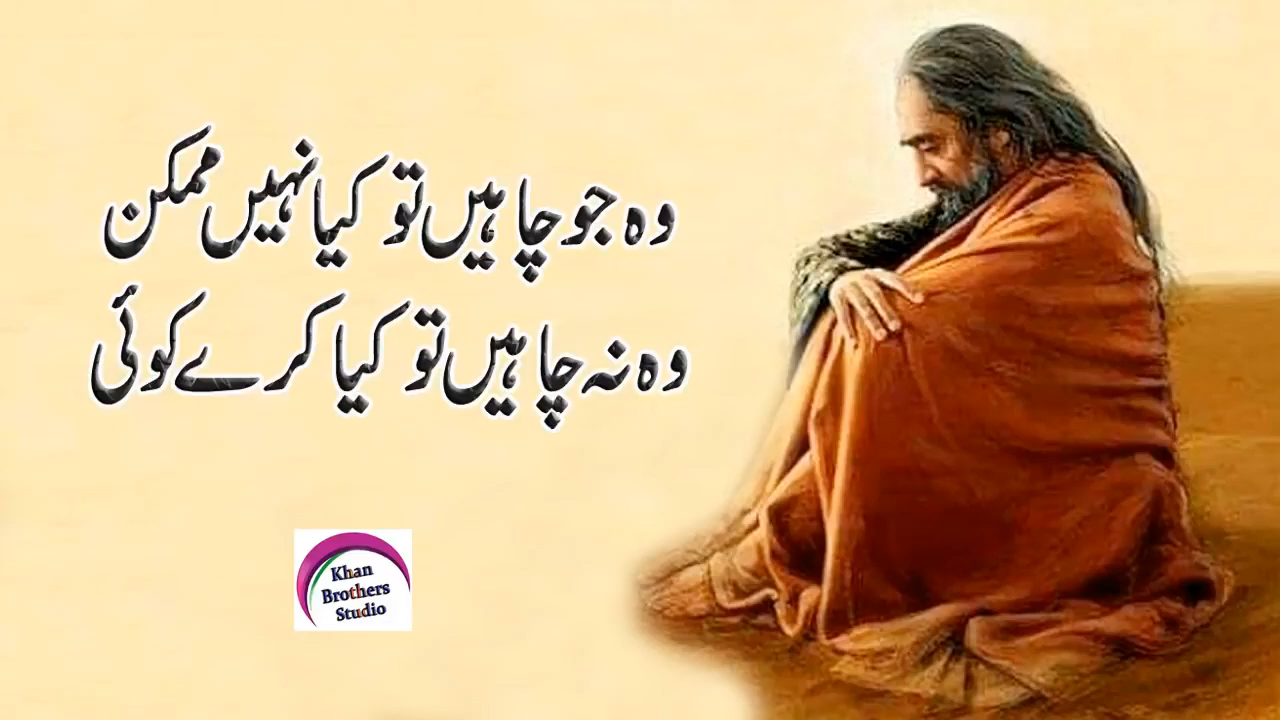 وہ جو چاہیں تو کیا نہیں ممکن
وہ نہ چاہیں تو کیا کرے کوئی
Khan
Brothers
Studio